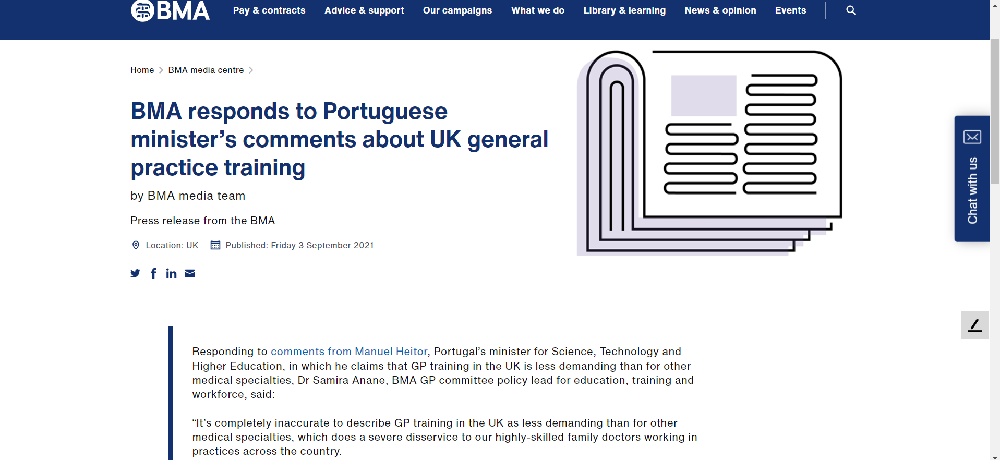 BMA
Pay & contracts
Advice & support
Our campaigns
What we do
Library & learning
News & opinion
Events
Home
BMA media centre
BMA responds to Portuguese
minister’s comments about UK general
practice training
by BMA media team
Press release from the BMA
Location: UK
Published: Friday 3 September 2021
Chat with us
Responding to comments from Manuel Heitor, Portugal’s minister for Science, Technology and
Higher Education, in which he claims that GP training in the UK is less demanding than for other
medical specialties, Dr Samira Anane, BMA GP committee policy lead for education, training and
workforce, said:
“It’s completely inaccurate to describe GP training in the UK as less demanding than for other
medical specialties, which does a severe disservice to our highly-skilled family doctors working in
practices across the country.